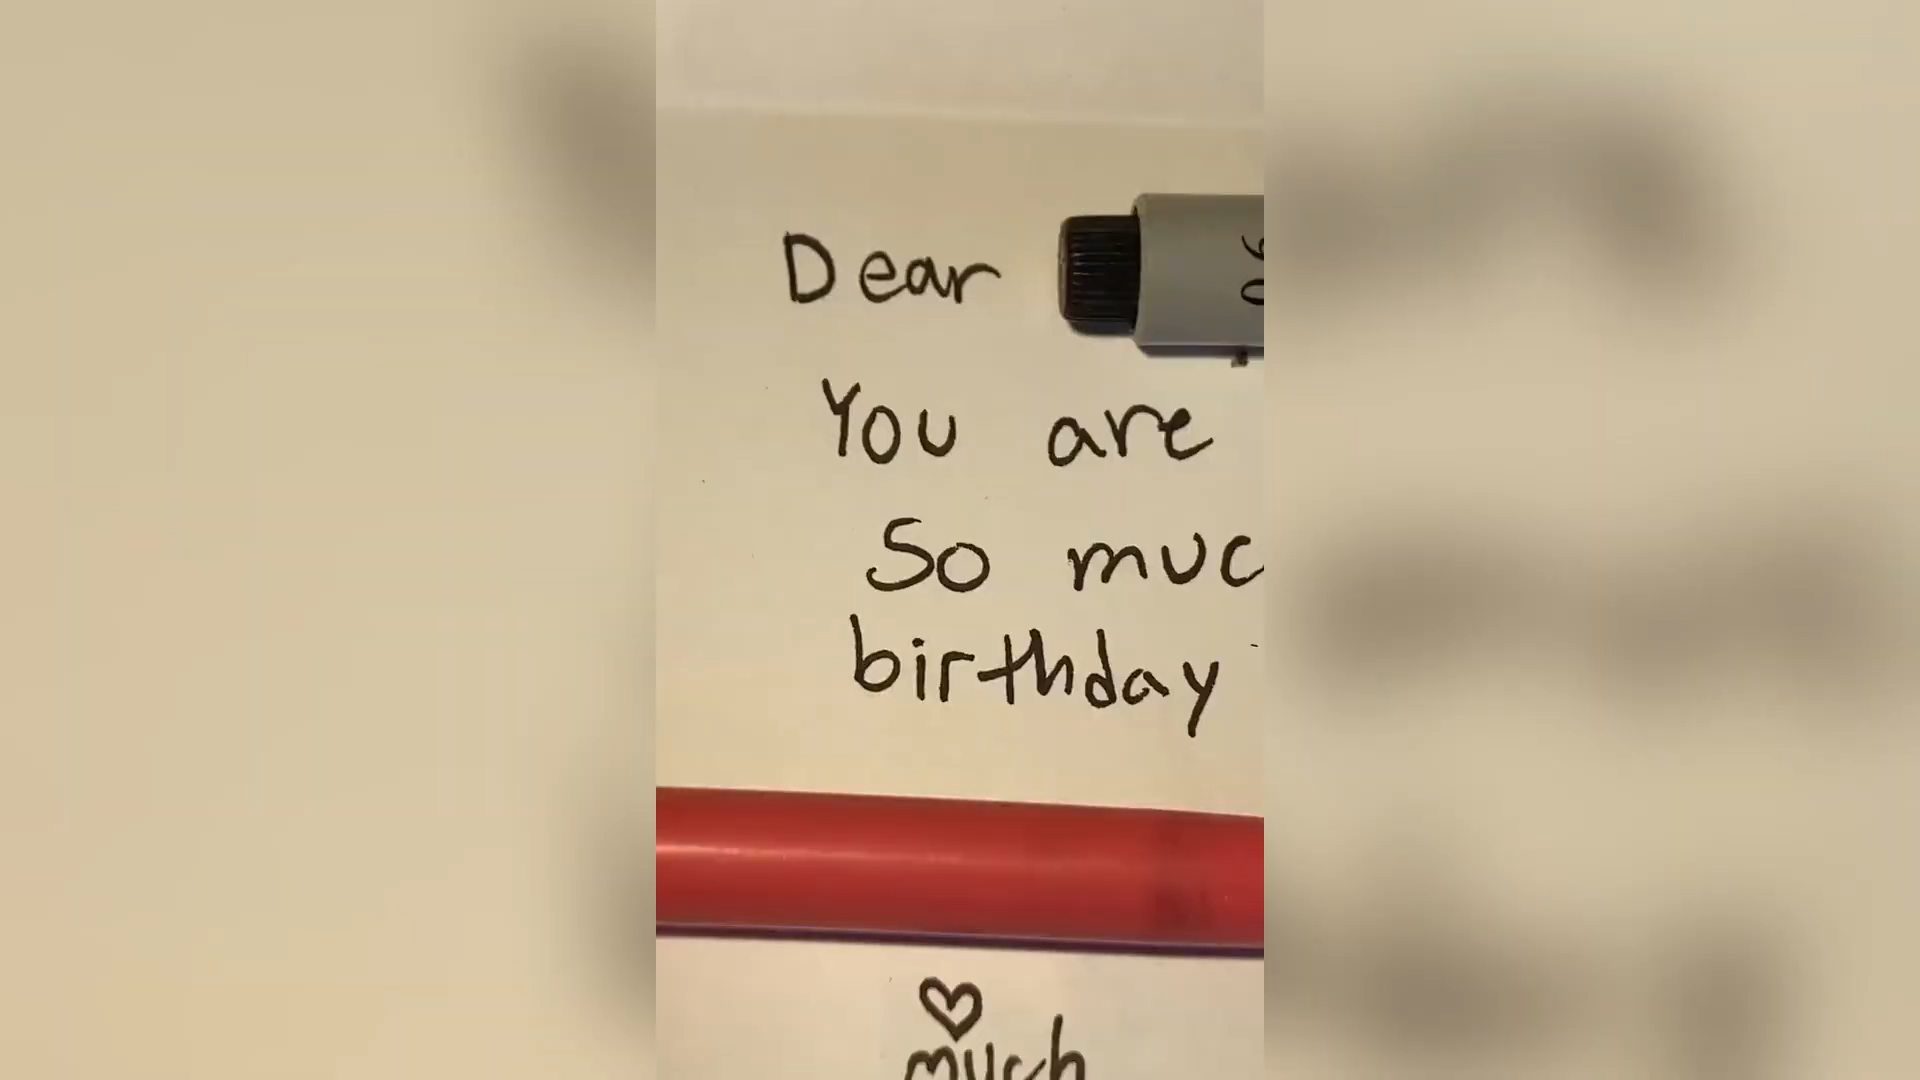 Dear
You are
So muc
birthday
much